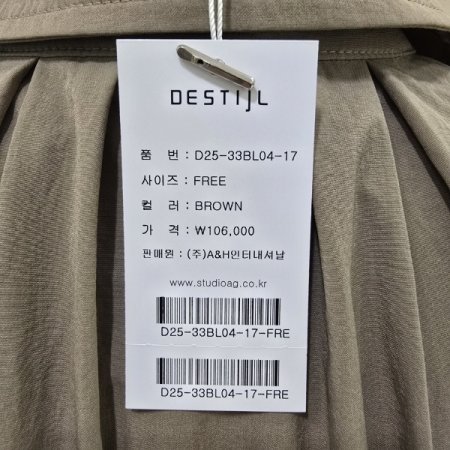 DESTIJL
품 번 : D25-33BL04-17
사이즈 : FREE
컬 러 : BROWN
가 격 : ₩106,000
판매원 : (주)A&H인터내셔날
www.studioag.co.kr
D25-33BL04-17-FRE
D25-33BL04-17-FRE